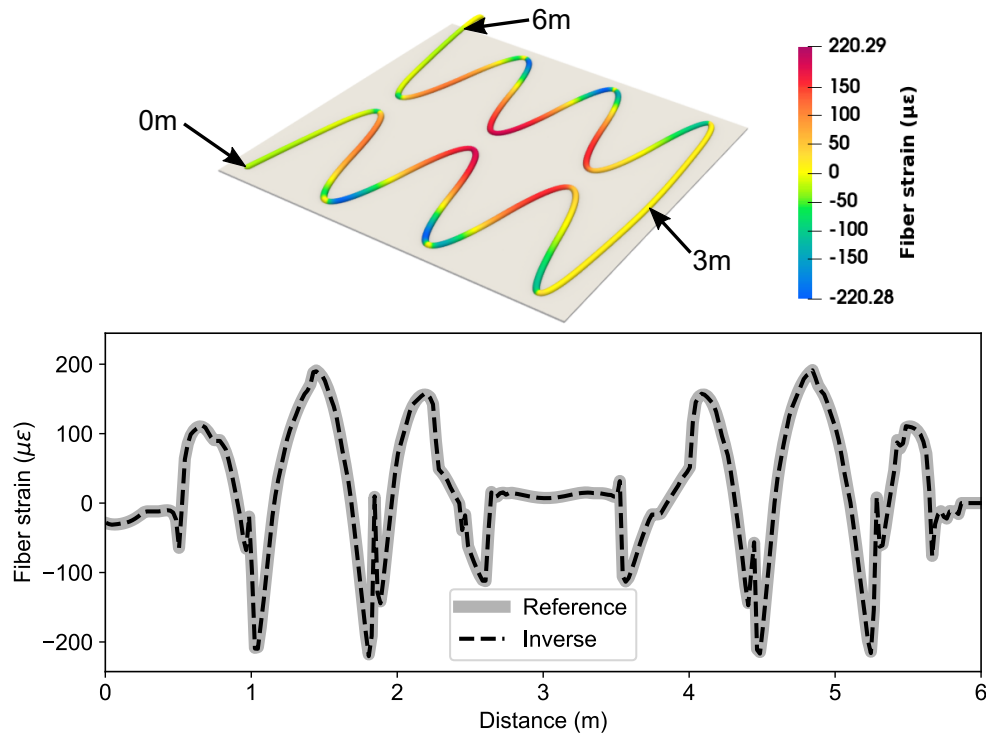 6m
0m
3m
220.29
150
100
50
0
-50
-100
-150
-220.28
Fiber strain (με)
200
100
0
−100
−200
Fiber strain (με)
Reference
Inverse
0
1
2
3
4
5
6
Distance (m)